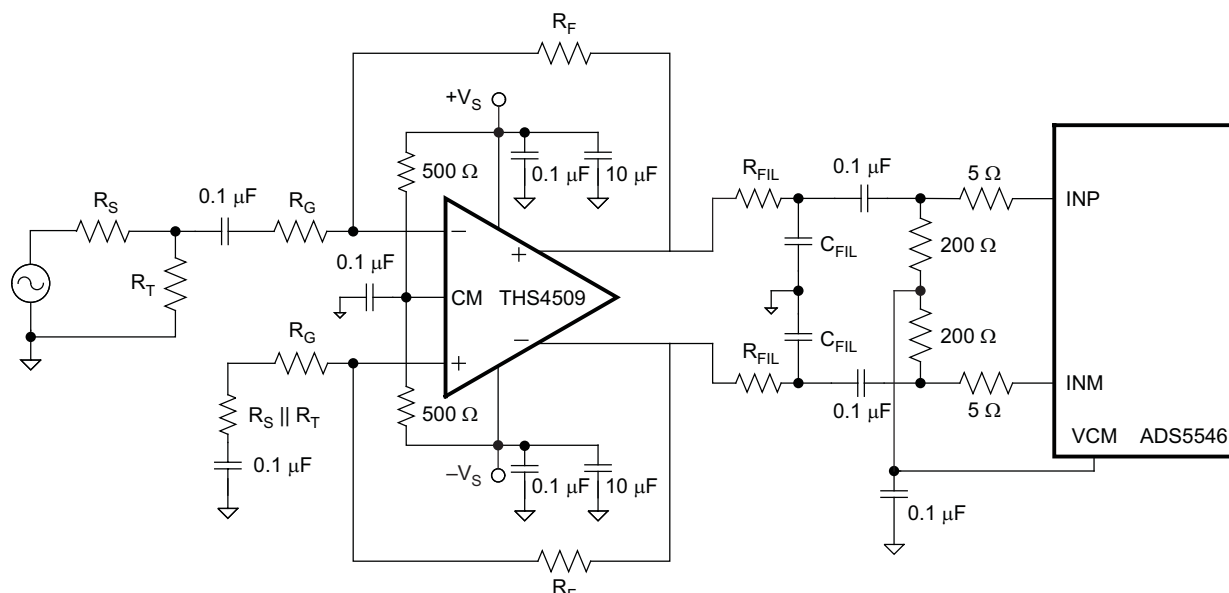 R_F
+V_S
500 Ω
0.1 μF
10 μF
R_S
0.1 μF
R_G
R_T
0.1 μF
−
+
CM
THS4509
+
−
R_G
R_S || R_T
0.1 μF
500 Ω
−V_S
0.1 μF
10 μF
R_F
R_FIL
0.1 μF
5 Ω
INP
C_FIL
200 Ω
C_FIL
200 Ω
R_FIL
0.1 μF
5 Ω
INM
VCM
ADS5546
0.1 μF